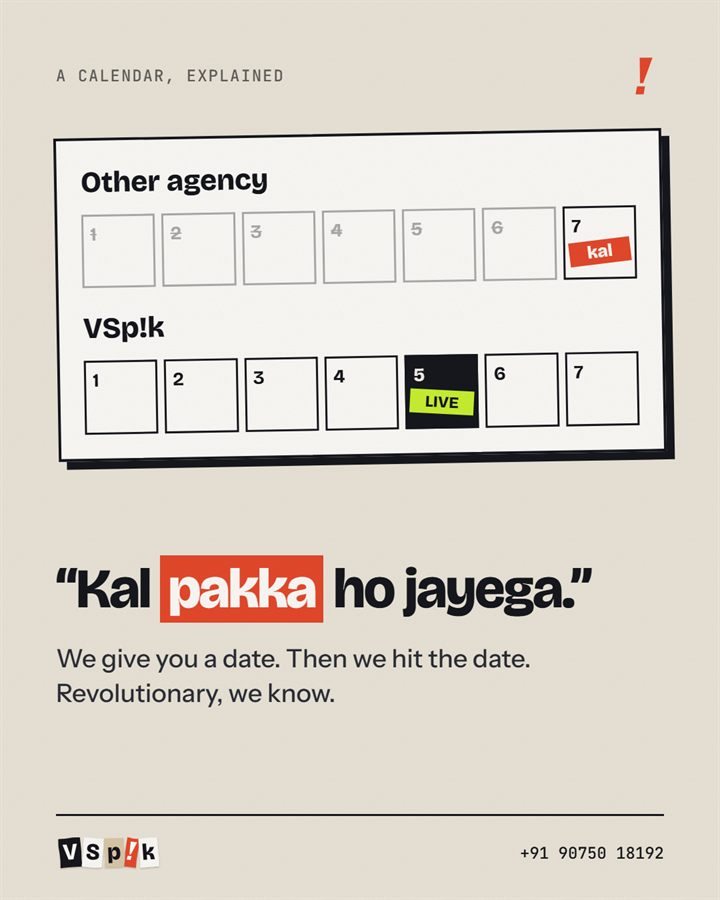 A CALENDAR, EXPLAINED
!
Other agency
1 2 3 4 5 6 7
kal
VSp!k
1 2 3 4 5 6 7
LIVE
“Kal pakka ho jayega.”
We give you a date. Then we hit the date.
Revolutionary, we know.
VSp!k
+91 90750 18192